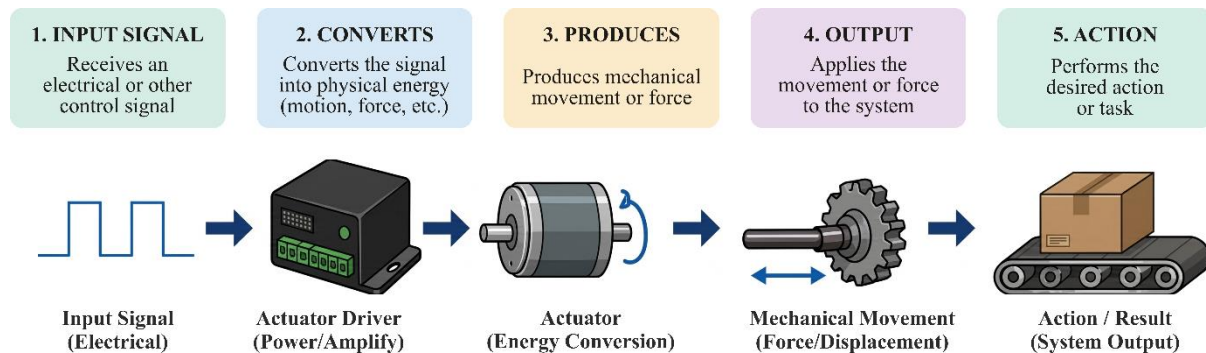 1. INPUT SIGNAL
Receives an
electrical or other
control signal
2. CONVERTS
Converts the signal
into physical energy
(motion, force, etc.)
3. PRODUCES
Produces mechanical
movement or force
4. OUTPUT
Applies the
movement or force
to the system
5. ACTION
Performs the
desired action
or task
Input Signal
(Electrical)
Actuator Driver
(Power/Amplify)
Actuator
(Energy Conversion)
Mechanical Movement
(Force/Displacement)
Action / Result
(System Output)